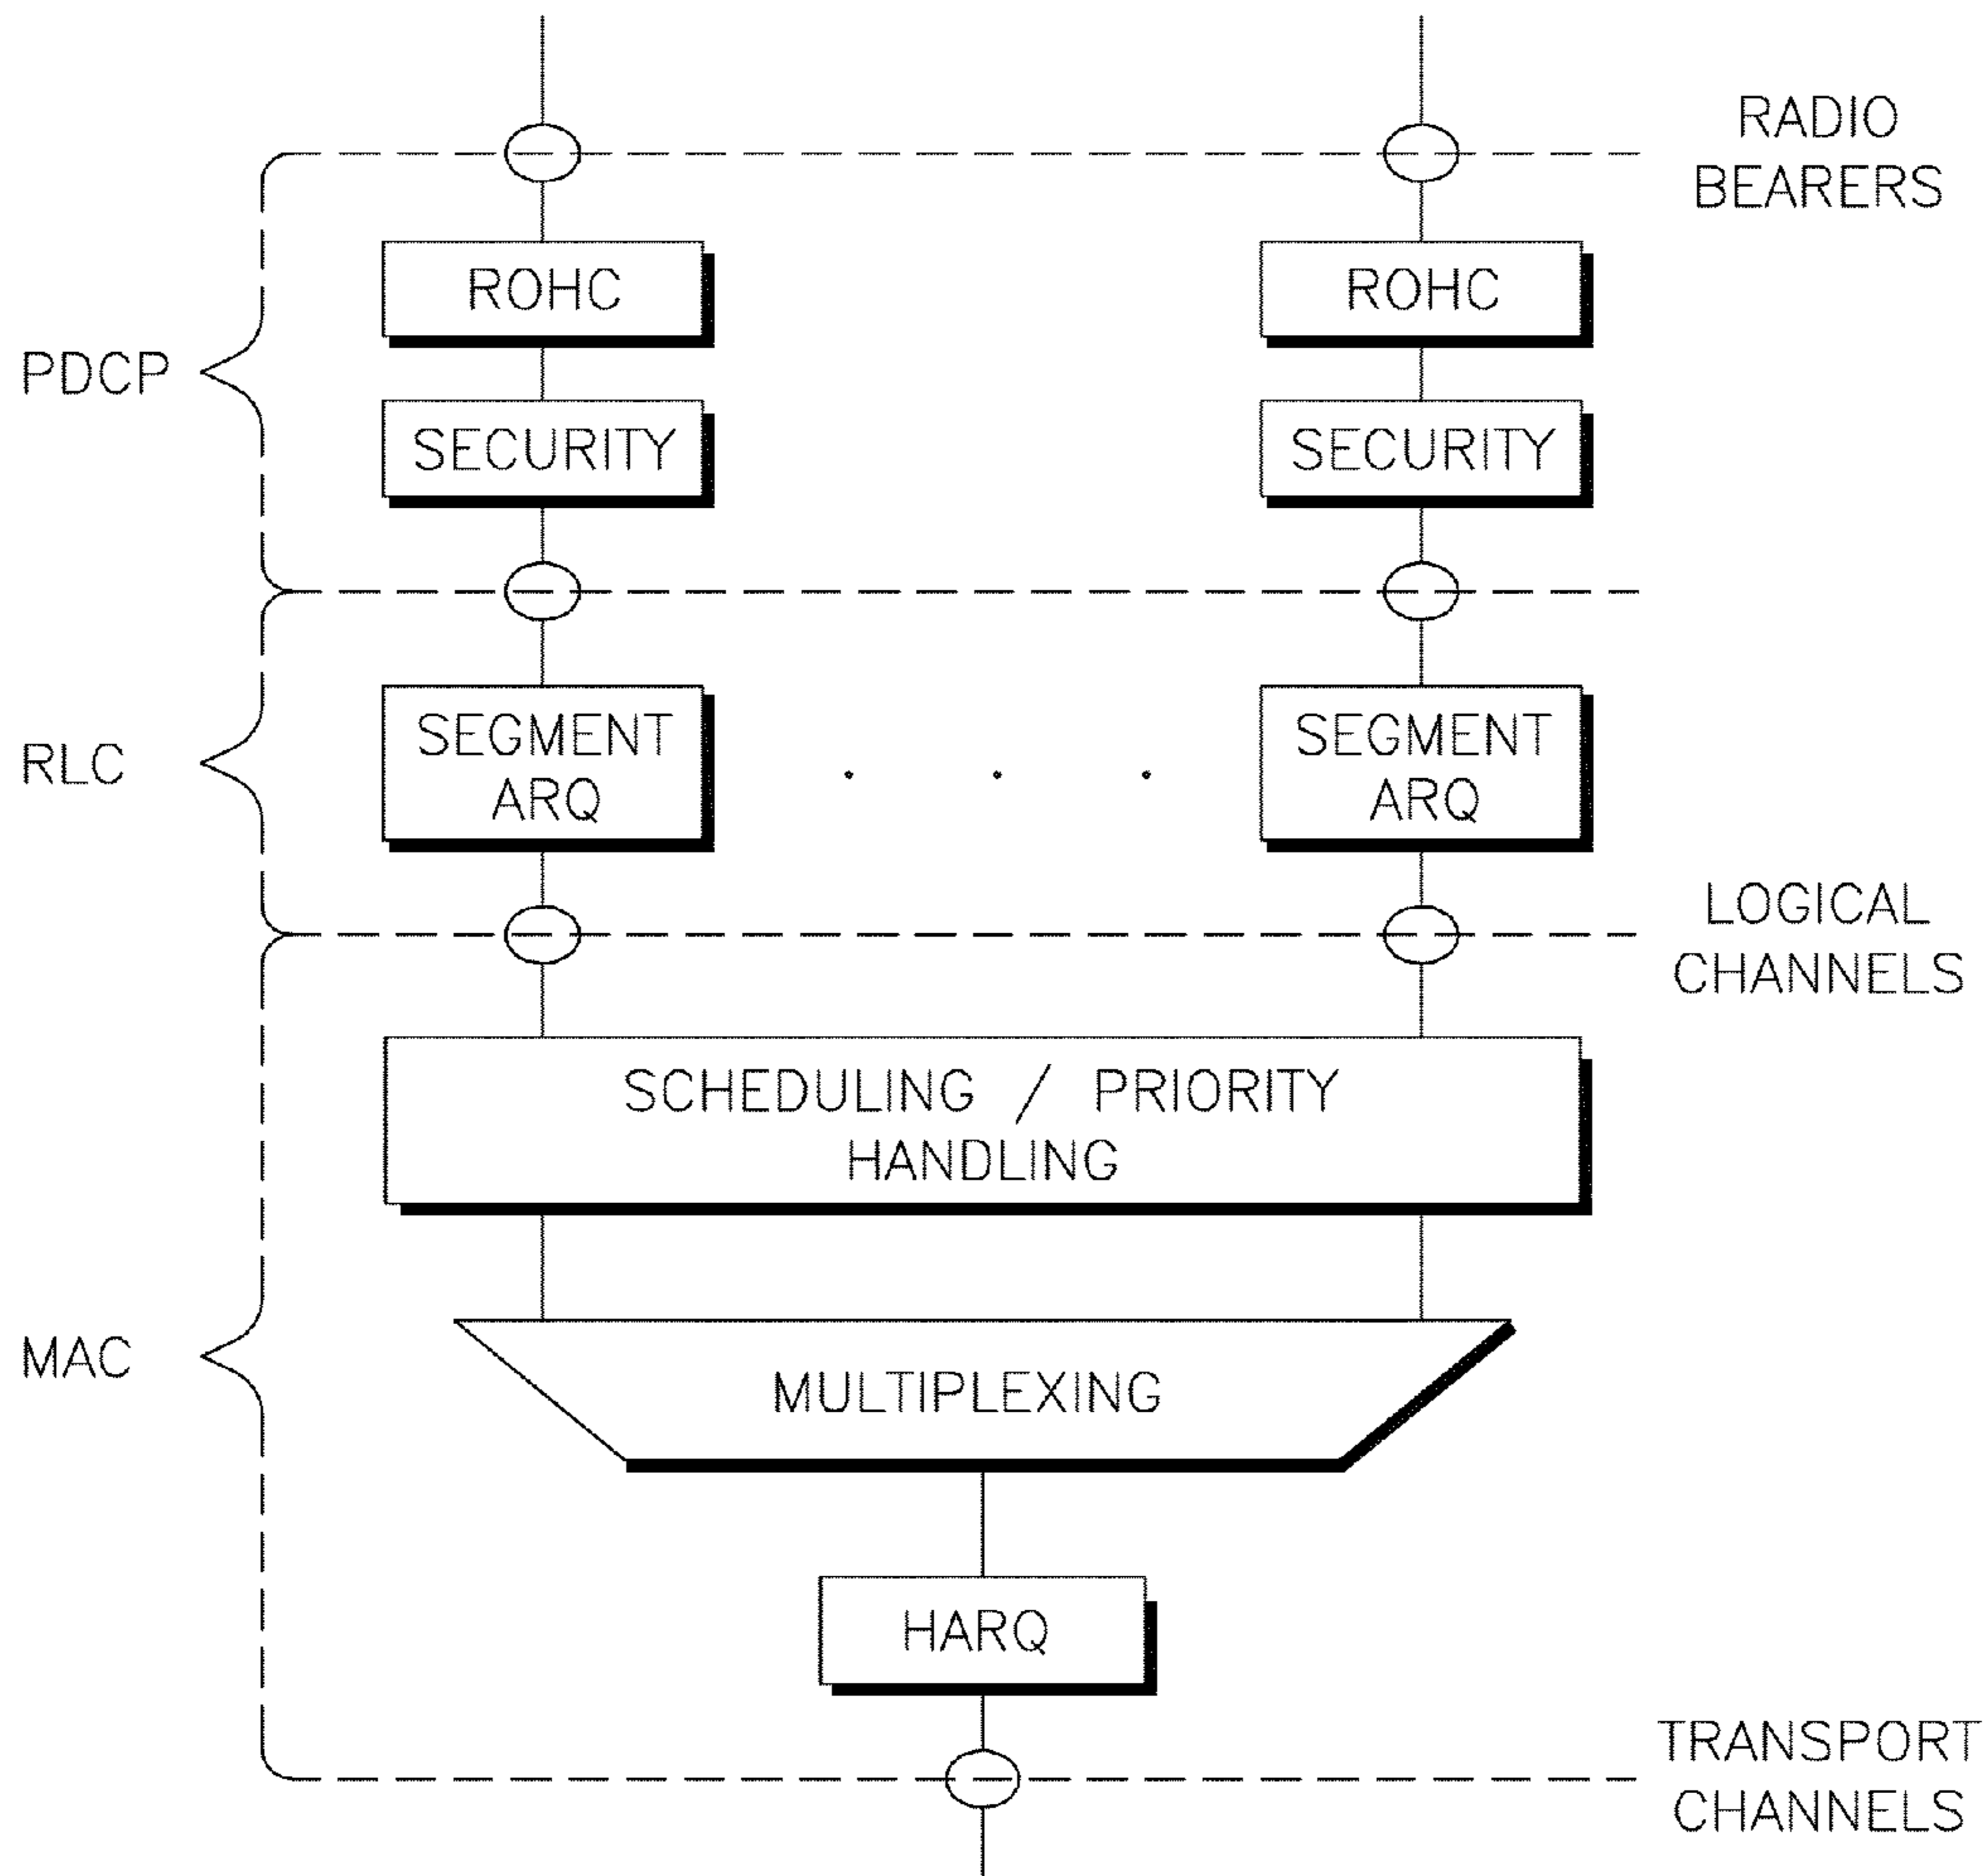 RADIO
BEARERS
ROHC
ROHC
PDCP
SECURITY
SECURITY
RLC
SEGMENT
ARQ
SEGMENT
ARQ
LOGICAL
CHANNELS
SCHEDULING / PRIORITY
HANDLING
MAC
MULTIPLEXING
HARQ
TRANSPORT
CHANNELS